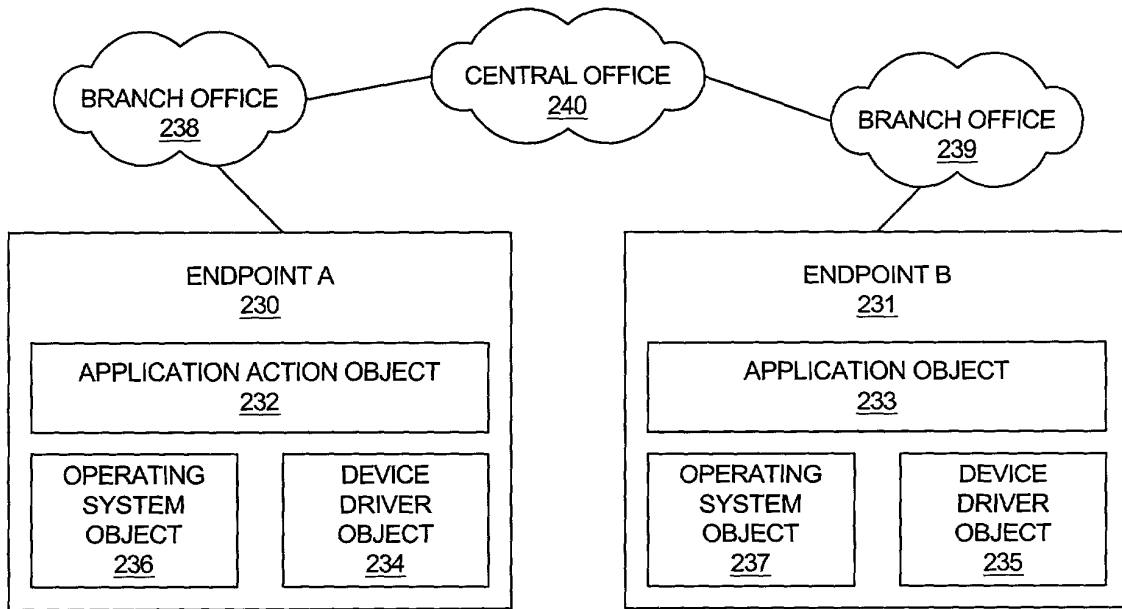 BRANCH OFFICE
238
CENTRAL OFFICE
240
BRANCH OFFICE
239
ENDPOINT A
230
APPLICATION ACTION OBJECT
232
OPERATING
SYSTEM
OBJECT
236
DEVICE
DRIVER
OBJECT
234
ENDPOINT B
231
APPLICATION OBJECT
233
OPERATING
SYSTEM
OBJECT
237
DEVICE
DRIVER
OBJECT
235